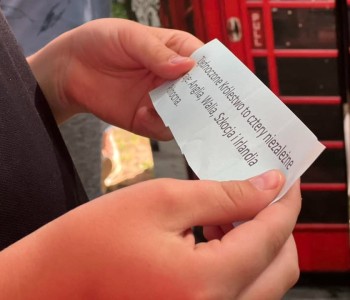 Zjednoczone Królestwo to cztery niezależne
Anglia, Walia, Szkocja i Irlandia